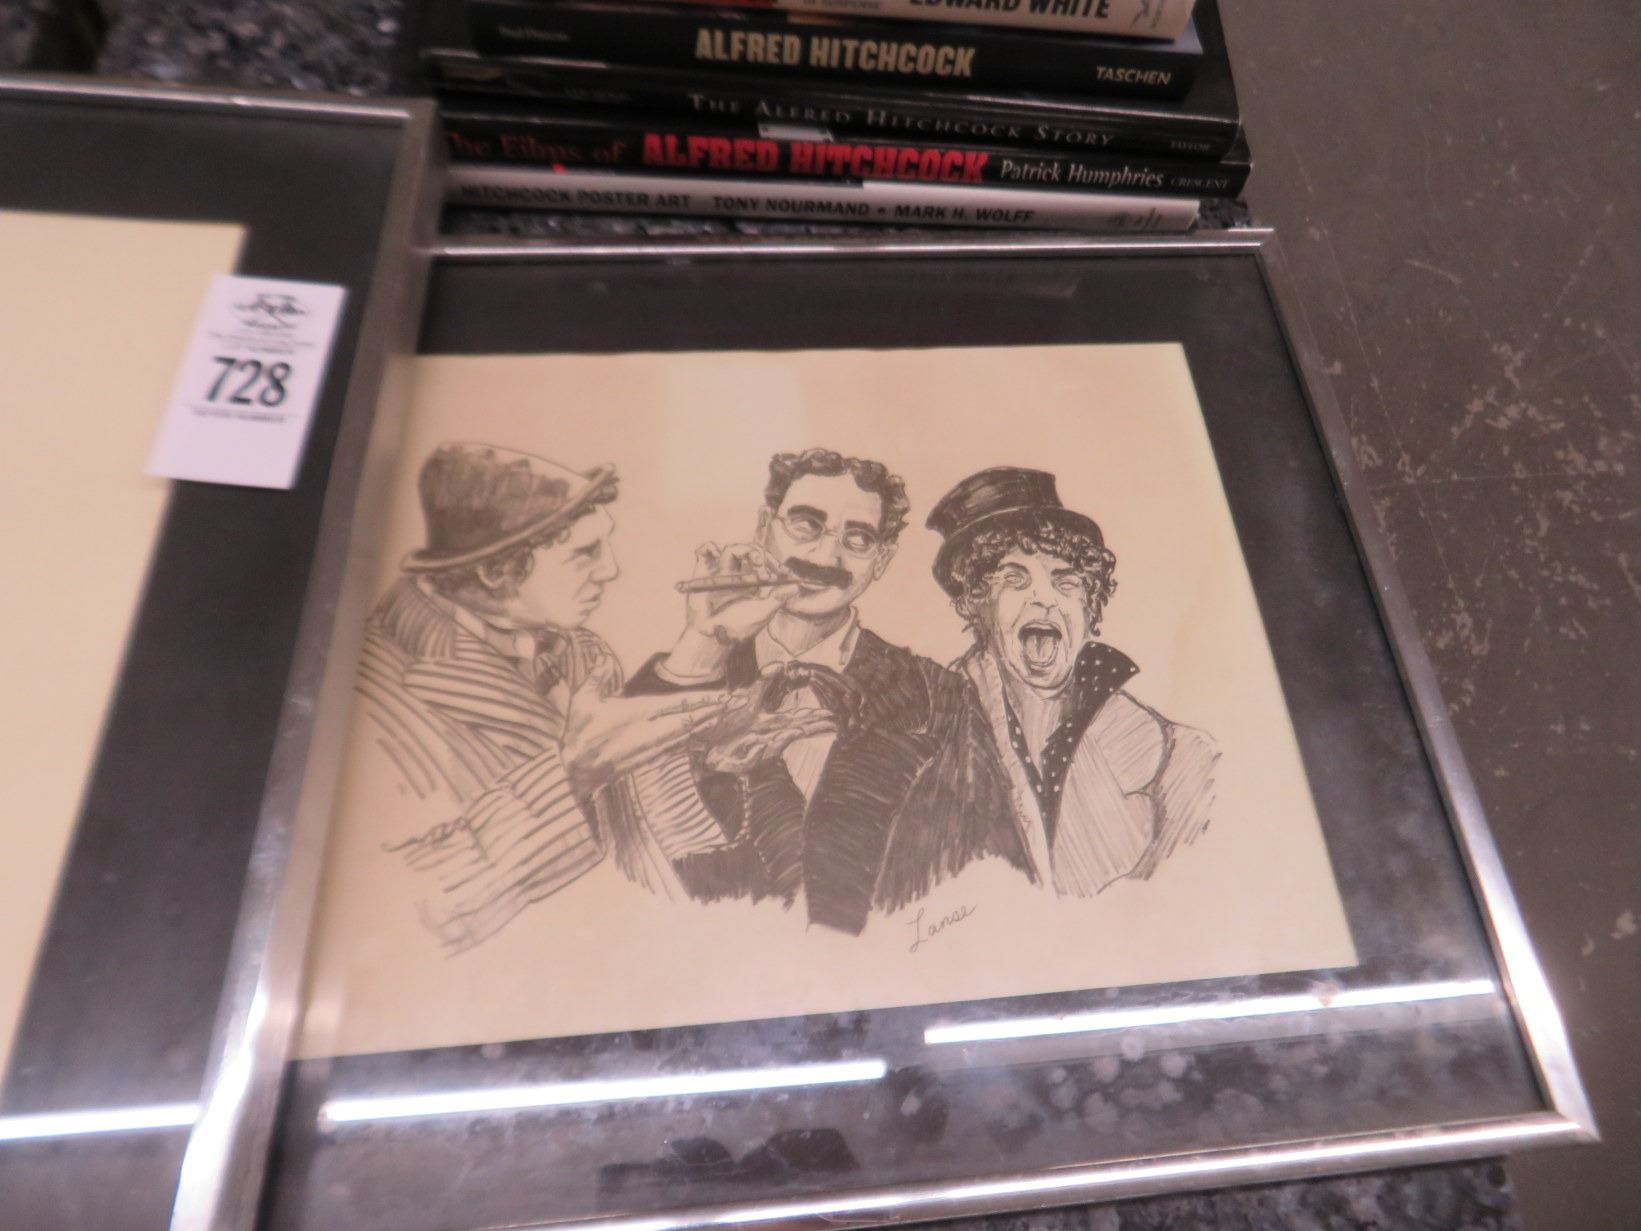 EDWARD WHITE
ALFRED HITCHCOCK TASCHEN
THE ALFRED HITCHCOCK STORY TAYLOR
The Films of ALFRED HITCHCOCK Patrick Humphries CRESCENT
HITCHCOCK POSTER ART TONY NOURMAND • MARK H. WOLFF
728
Lanse